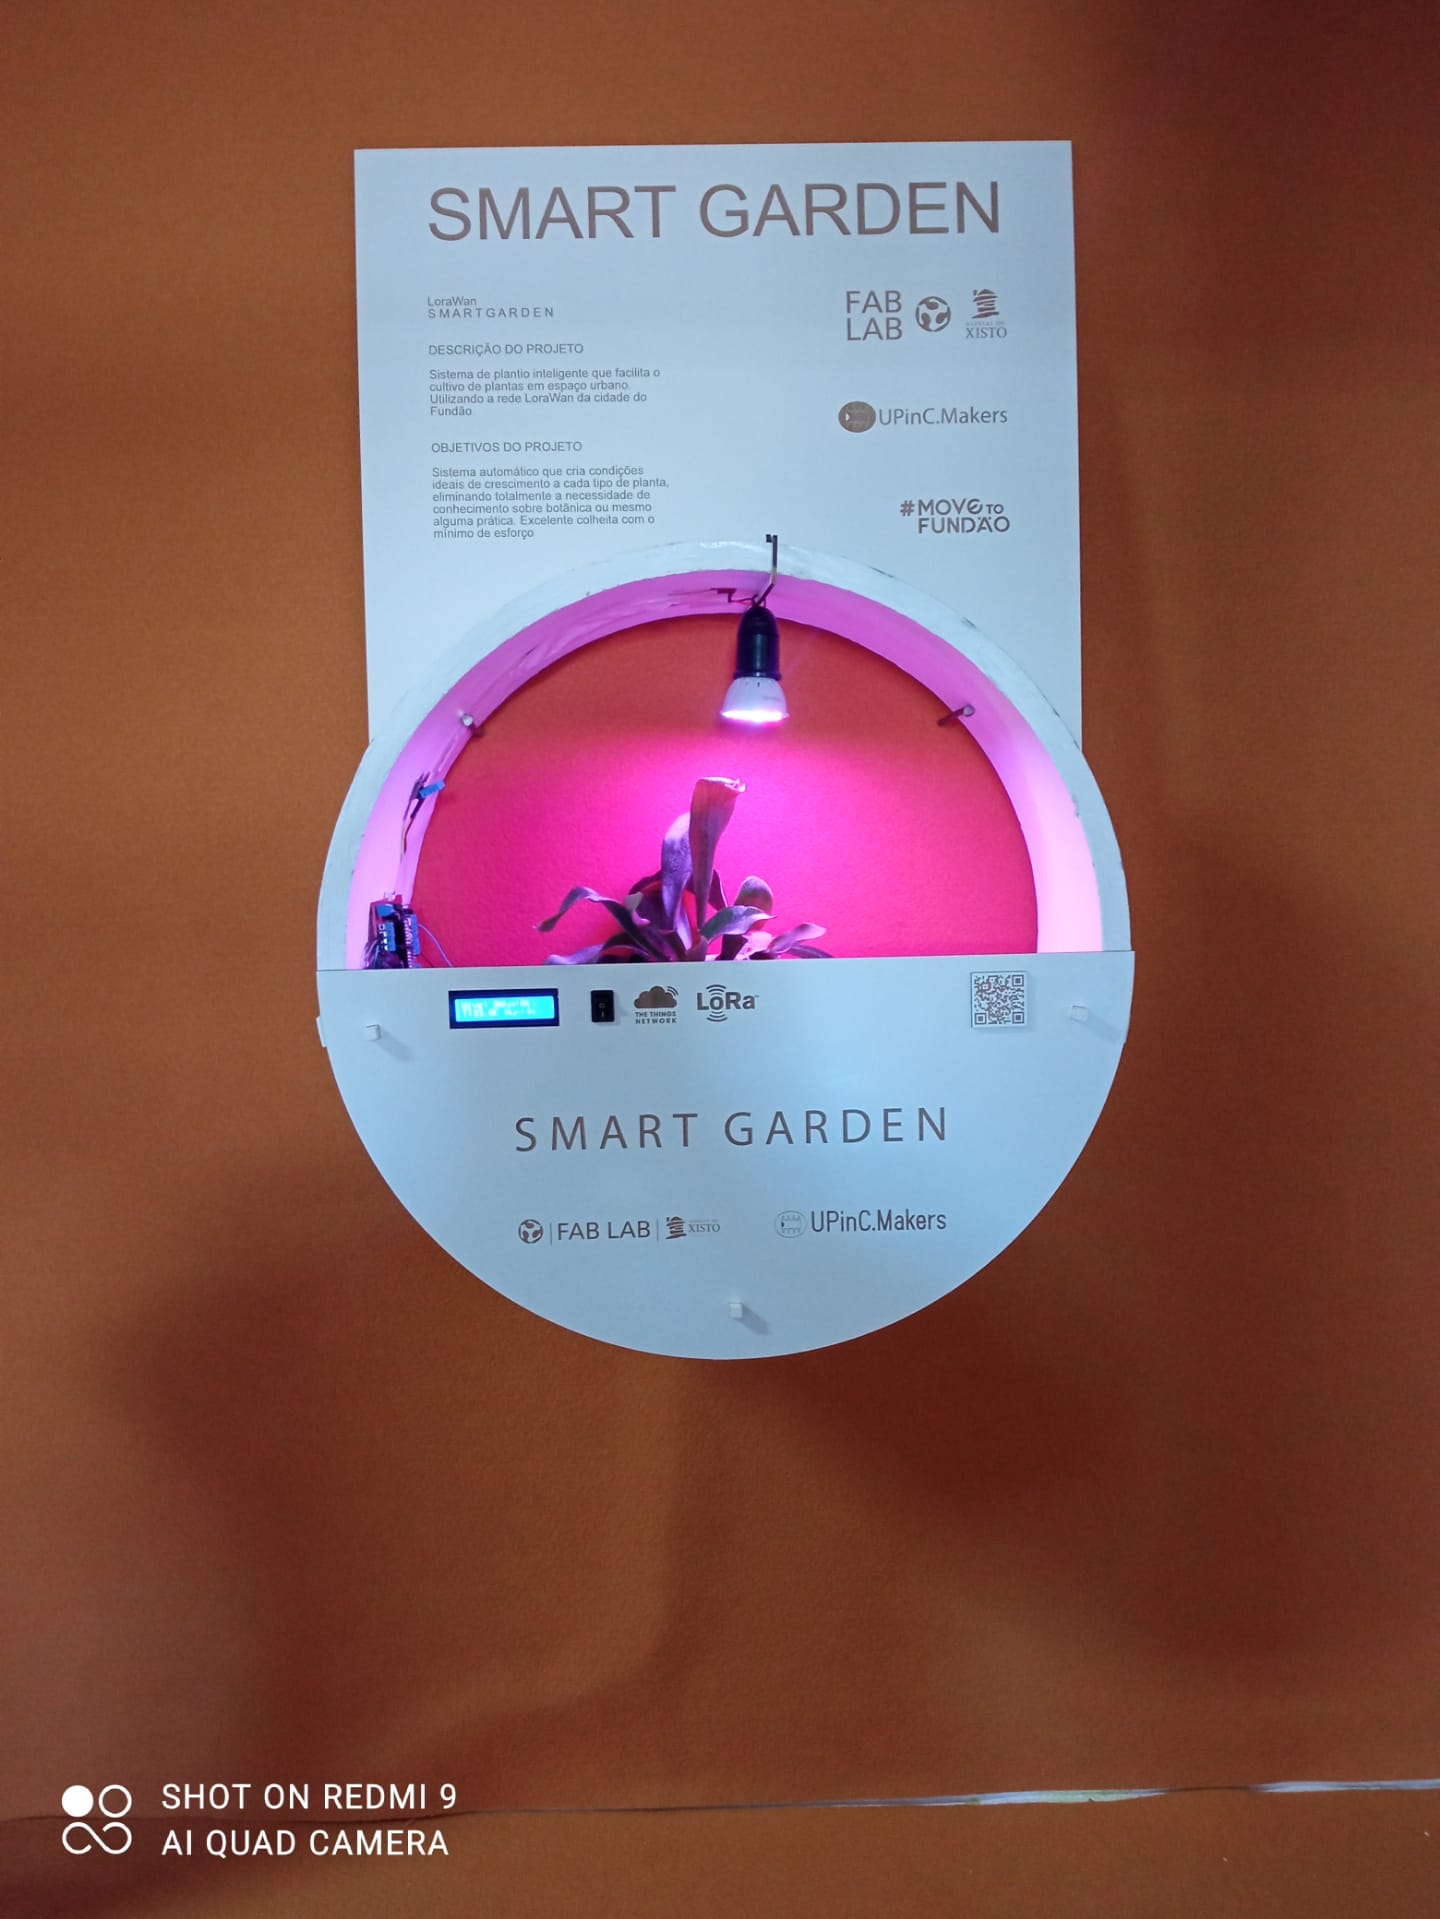 SMART GARDEN
LoraWan
SMARTGARDEN
DESCRIÇÃO DO PROJETO
Sistema de plantio inteligente que facilita o
cultivo de plantas em espaço urbano.
Utilizando a rede LoraWan da cidade do
Fundão
OBJETIVOS DO PROJETO
Sistema automático que cria condições
ideais de crescimento a cada tipo de planta,
eliminando totalmente a necessidade de
conhecimento sobre botânica ou mesmo
alguma prática. Excelente colheita com o
mínimo de esforço
FAB
LAB
XISTO
UPinC.Makers
#MOVE TO
FUNDÃO
THE THINGS
NETWORK
LoRa
SMART GARDEN
FAB LAB
XISTO
UPinC.Makers
SHOT ON REDMI 9
AI QUAD CAMERA